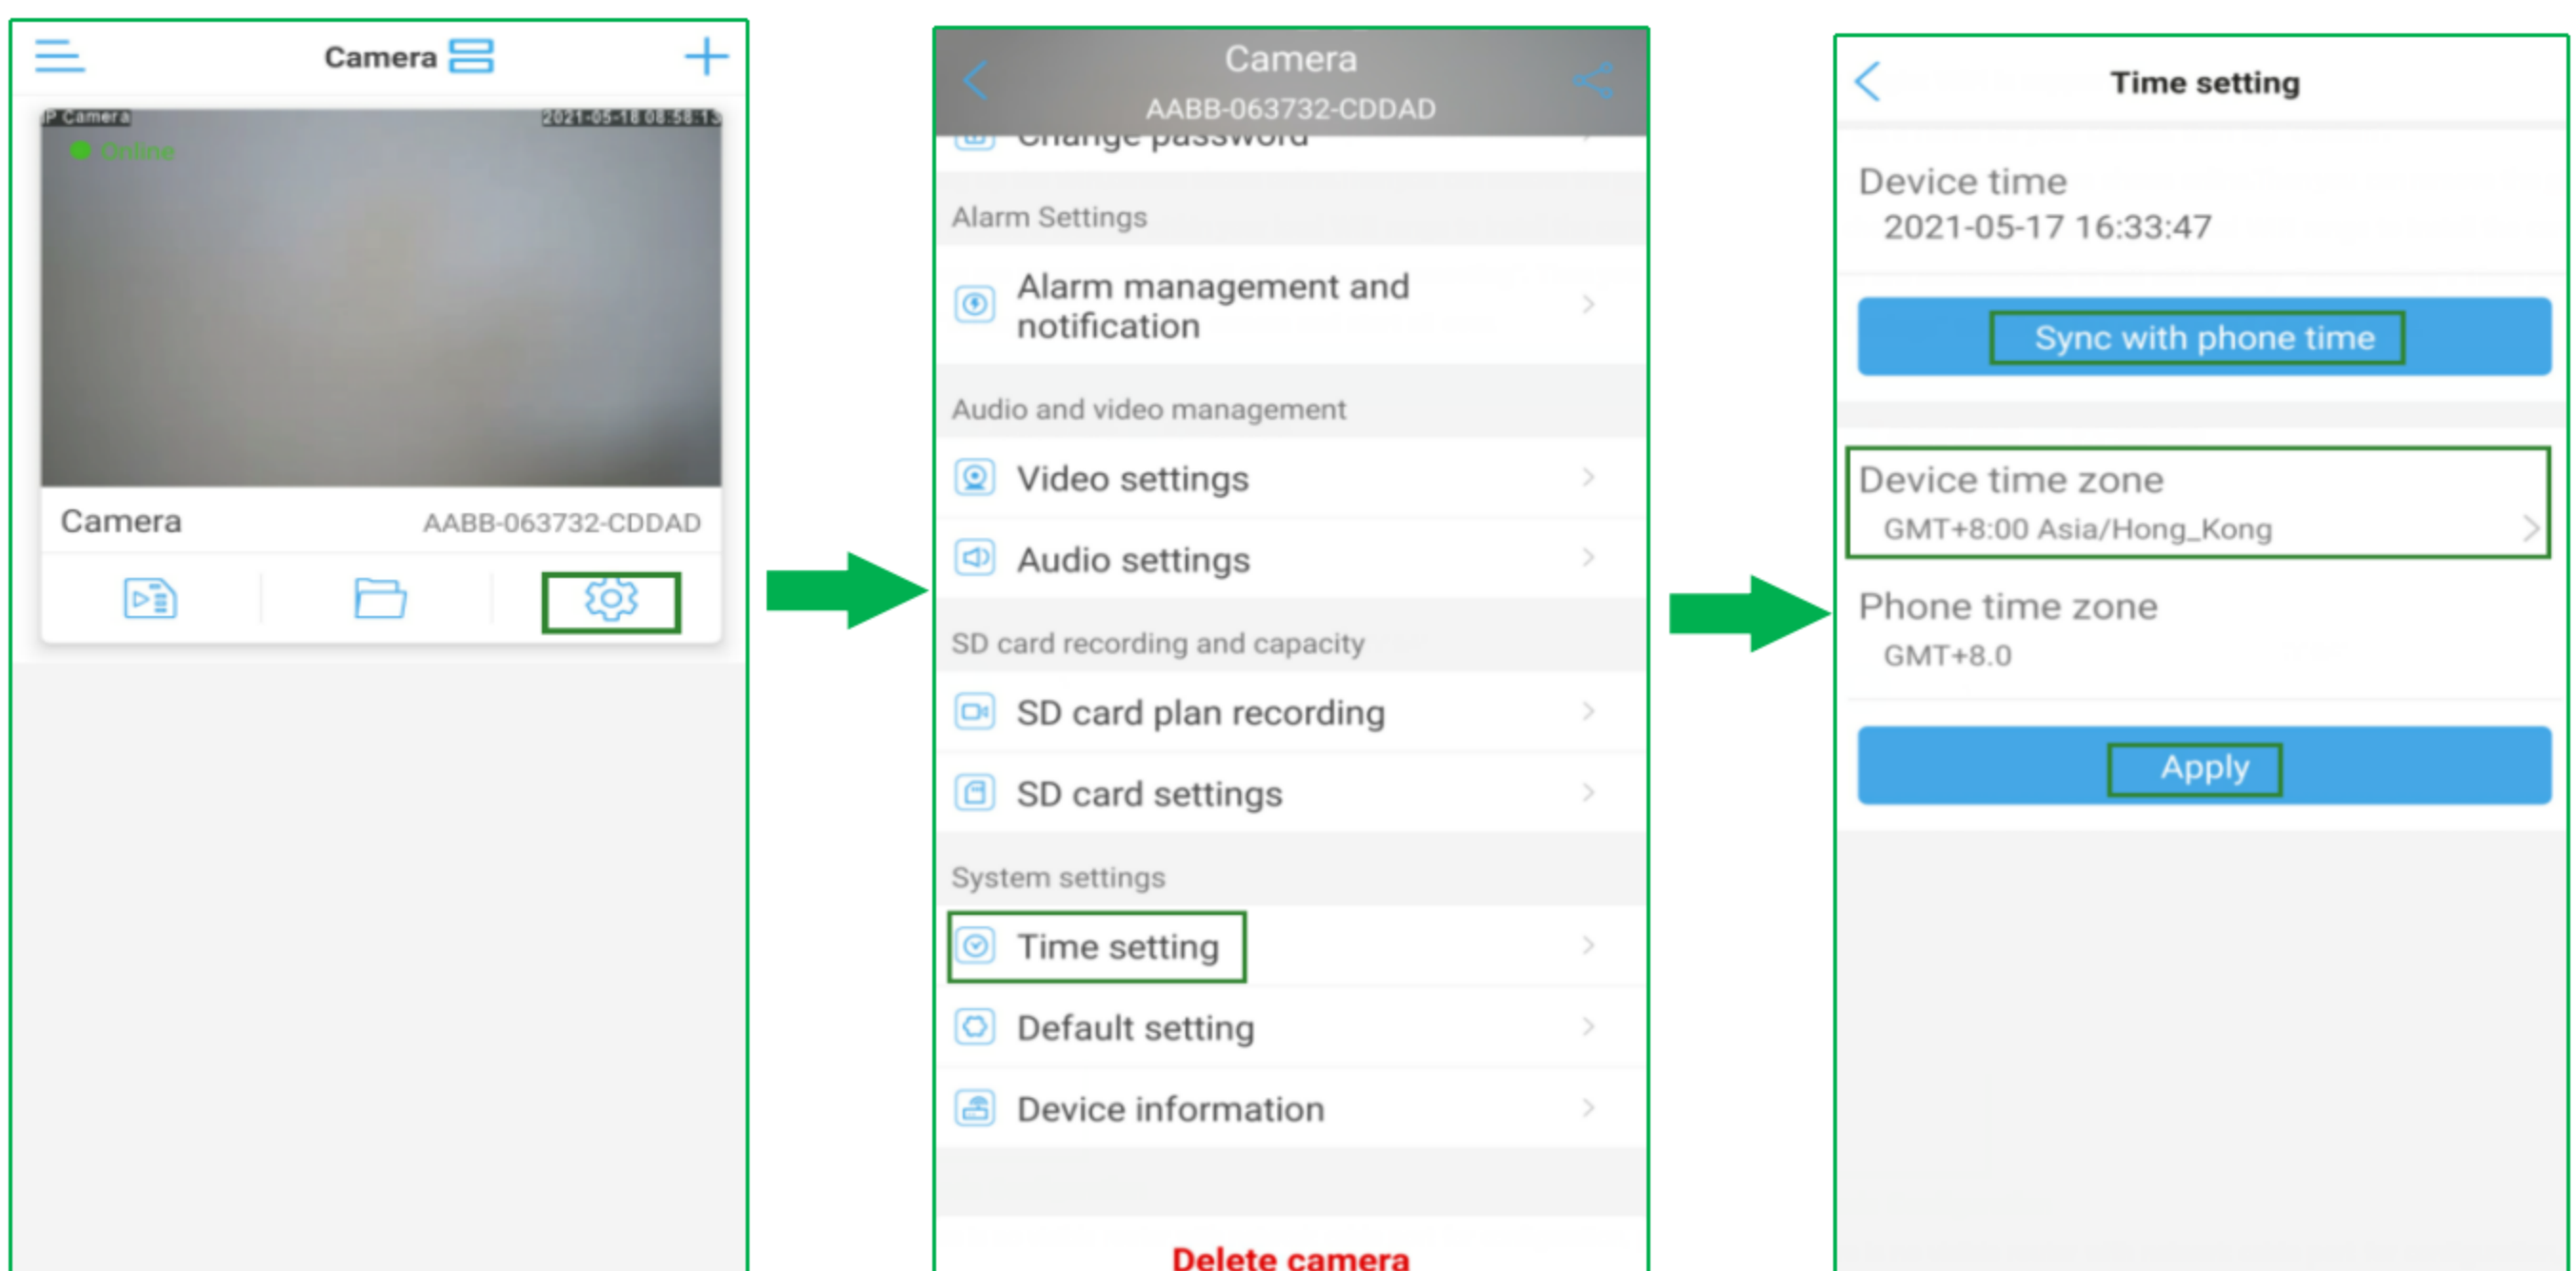 Camera
IP Camera
2021-05-18 08:58:13
Online
Camera
AABB-063732-CDDAD
Camera
AABB-063732-CDDAD
Change password
Alarm Settings
Alarm management and
notification
Audio and video management
Video settings
Audio settings
SD card recording and capacity
SD card plan recording
SD card settings
System settings
Time setting
Default setting
Device information
Delete camera
Time setting
Device time
2021-05-17 16:33:47
Sync with phone time
Device time zone
GMT+8:00 Asia/Hong_Kong
Phone time zone
GMT+8.0
Apply